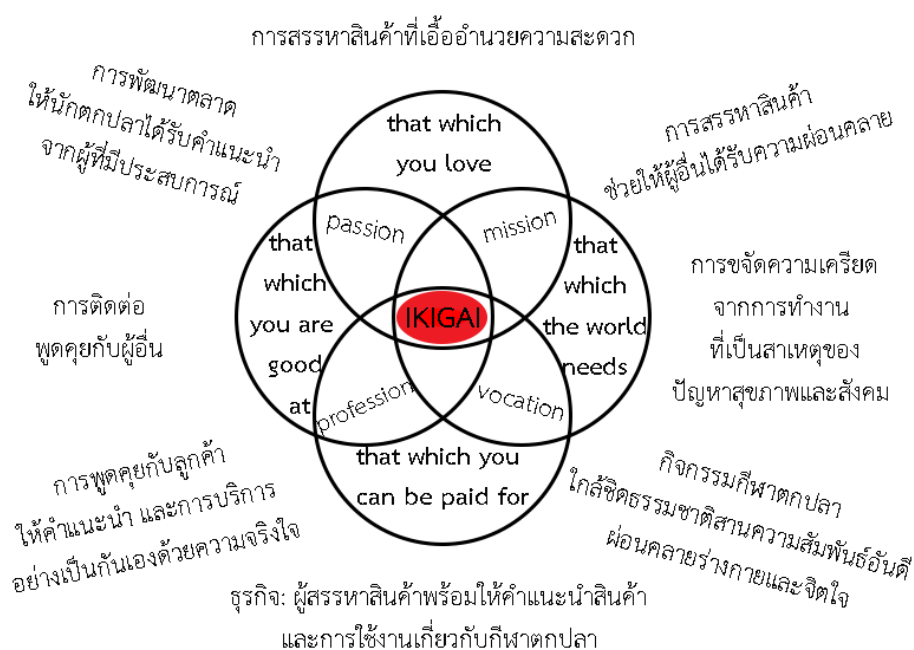 การสรรหาสินค้าที่เอื้ออำนวยความสะดวก
การพัฒนาตลาด
ให้นักตกปลาได้รับคำแนะนำ
จากผู้ที่มีประสบการณ์
การสรรหาสินค้า
ช่วยให้ผู้อื่นได้รับความผ่อนคลาย
that which
you love
passion
mission
that
which
you are
good
at
that
which
the world
needs
IKIGAI
การติดต่อ
พูดคุยกับผู้อื่น
การขจัดความเครียด
จากการทำงาน
ที่เป็นสาเหตุของ
ปัญหาสุขภาพและสังคม
profession
vocation
that which you
can be paid for
การพูดคุยกับลูกค้า
ให้คำแนะนำ และการบริการ
อย่างเป็นกันเองด้วยความจริงใจ
กิจกรรมกีฬาตกปลา
ใกล้ชิดธรรมชาติสานความสัมพันธ์อันดี
ผ่อนคลายร่างกายและจิตใจ
ธุรกิจ: ผู้สรรหาสินค้าพร้อมให้คำแนะนำสินค้า
และการใช้งานเกี่ยวกับกีฬาตกปลา